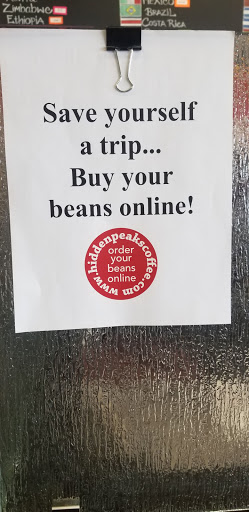 Zimbabwe
Ethiopia
MEXICO
BRAZIL
COSTA RICA
Save yourself
a trip...
Buy your
beans online!
www.hiddenpeakscoffee.com
order
your
beans
online